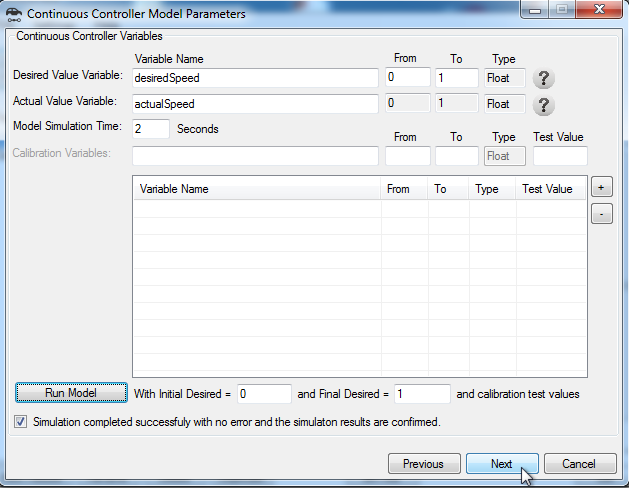 Continuous Controller Model Parameters
Continuous Controller Variables
Variable Name From To Type
Desired Value Variable: desiredSpeed 0 1 Float ?
Actual Value Variable: actualSpeed 0 1 Float ?
Model Simulation Time: 2 Seconds
From To Type Test Value
Calibration Variables: Float
Variable Name From To Type Test Value
+
-
Run Model With Initial Desired = 0 and Final Desired = 1 and calibration test values
Simulation completed successfuly with no error and the simulaton results are confirmed.
Previous Next Cancel